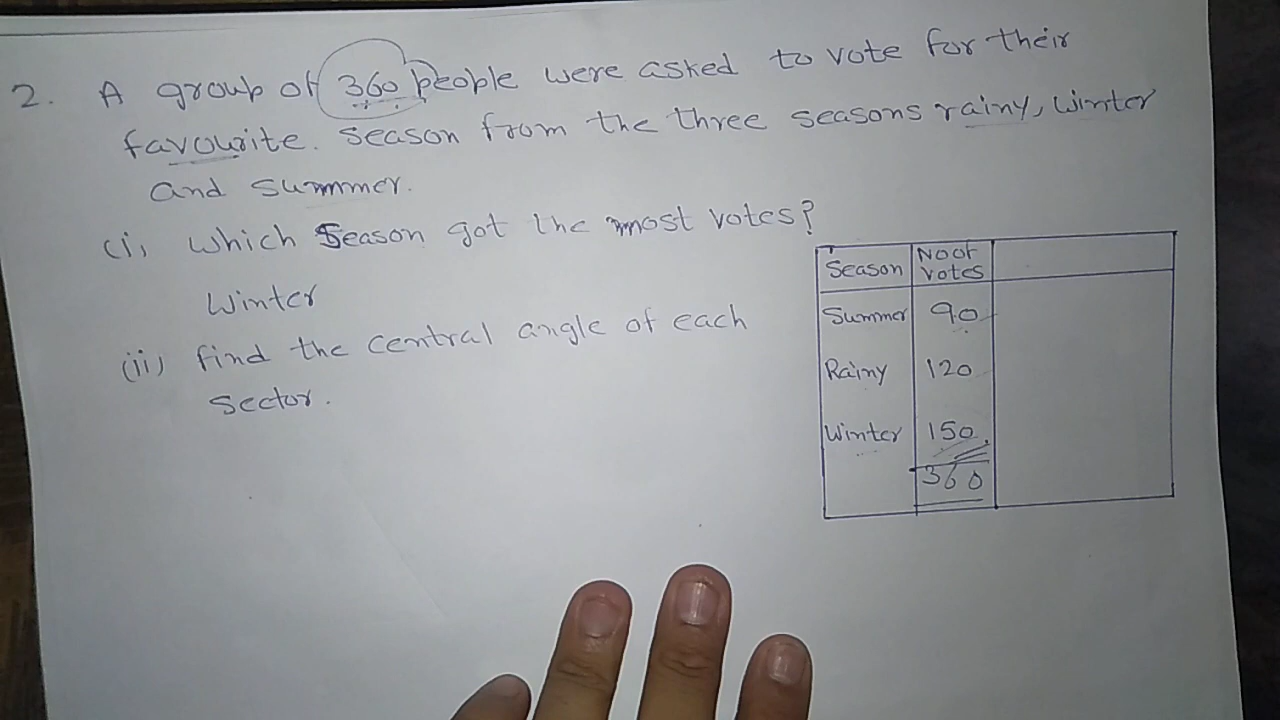 2. A group of 360 people were asked to vote for their
favourite. season from the three seasons rainy, winter
and summer.
(i) Which Season got the most votes?
Winter
(ii) find the central angle of each
sector.
Season No of votes
Summer 90
Rainy 120
Winter 150
360